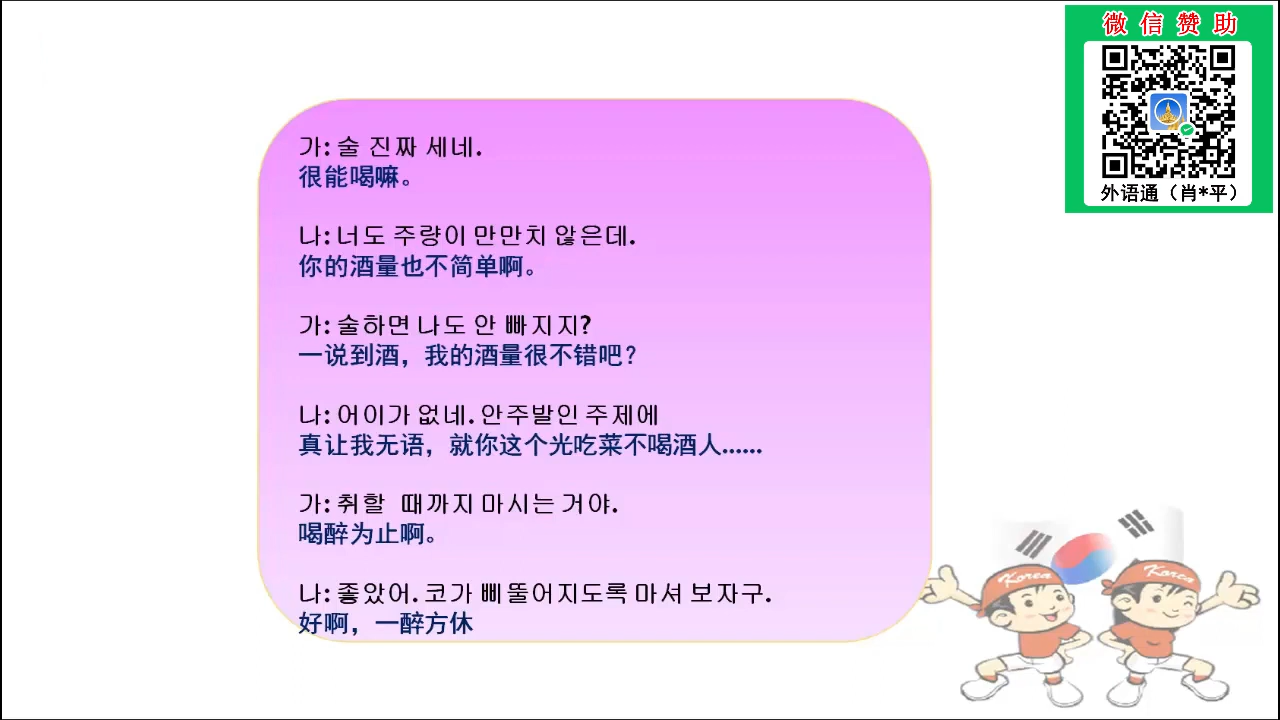 微信赞助
外语通（肖*平）
가: 술 진짜 세네.
很能喝嘛。
나: 너도 주량이 만만치 않은데.
你的酒量也不简单啊。
가: 술하면 나도 안 빠지지?
一说到酒，我的酒量很不错吧？
나: 어이가 없네. 안주발인 주제에
真让我无语，就你这个光吃菜不喝酒人......
가: 취할 때까지 마시는 거야.
喝醉为止啊。
나: 좋았어. 코가 삐뚤어지도록 마셔 보자구.
好啊，一醉方休
Korea
Korea